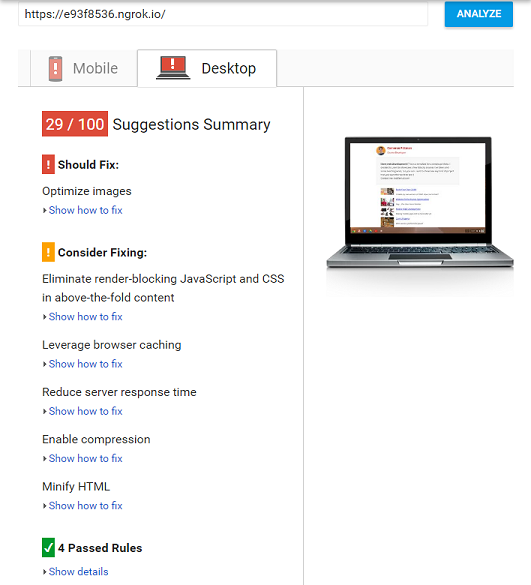 https://e93f8536.ngrok.io/
ANALYZE
Mobile
Desktop
29 / 100 Suggestions Summary
! Should Fix:
Optimize images
Show how to fix
! Consider Fixing:
Eliminate render-blocking JavaScript and CSS
in above-the-fold content
Show how to fix
Leverage browser caching
Show how to fix
Reduce server response time
Show how to fix
Enable compression
Show how to fix
Minify HTML
Show how to fix
4 Passed Rules
Show details